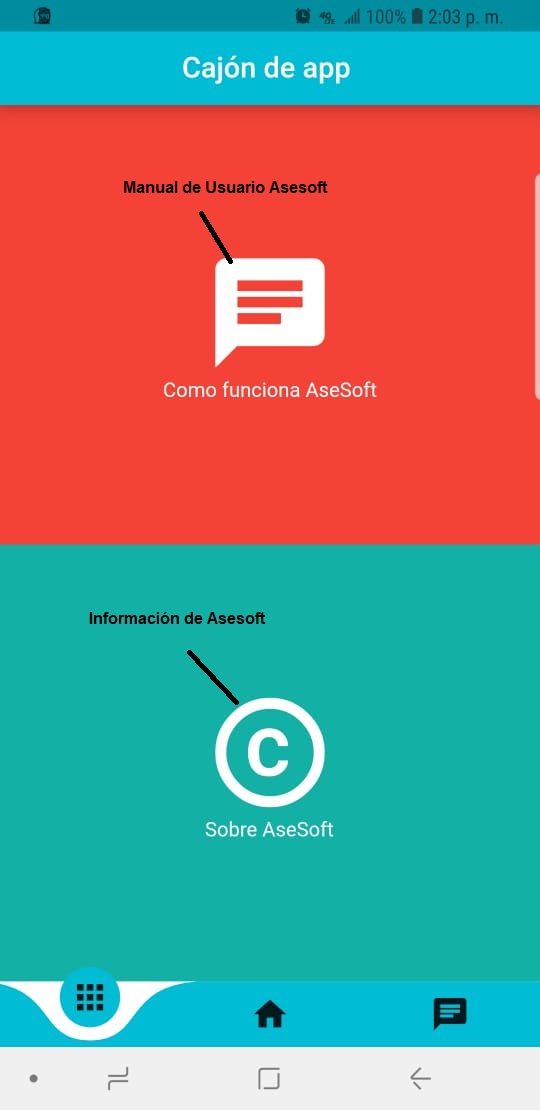 100% 2:03 p. m.
Cajón de app
Manual de Usuario Asesoft
Como funciona AseSoft
Información de Asesoft
C
Sobre AseSoft